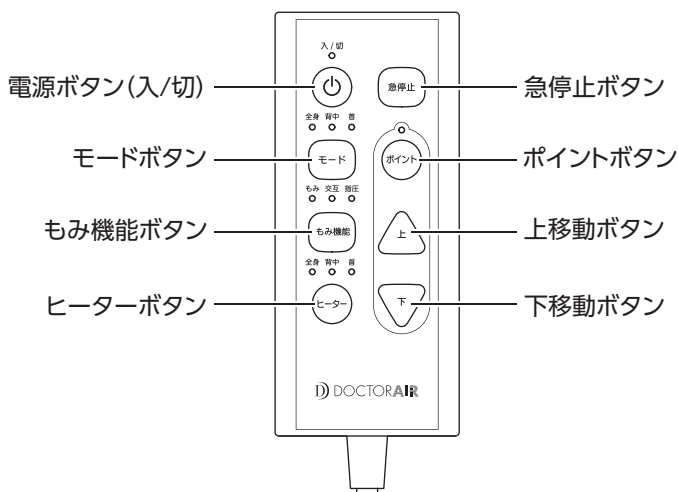 入/切
電源ボタン(入/切)
急停止
急停止ボタン
全身 背中 首
モードボタン
モード
ポイント
ポイントボタン
もみ 交互 指圧
もみ機能ボタン
もみ機能
上
上移動ボタン
全身 背中 首
ヒーターボタン
ヒーター
下
下移動ボタン
DOCTORAIR